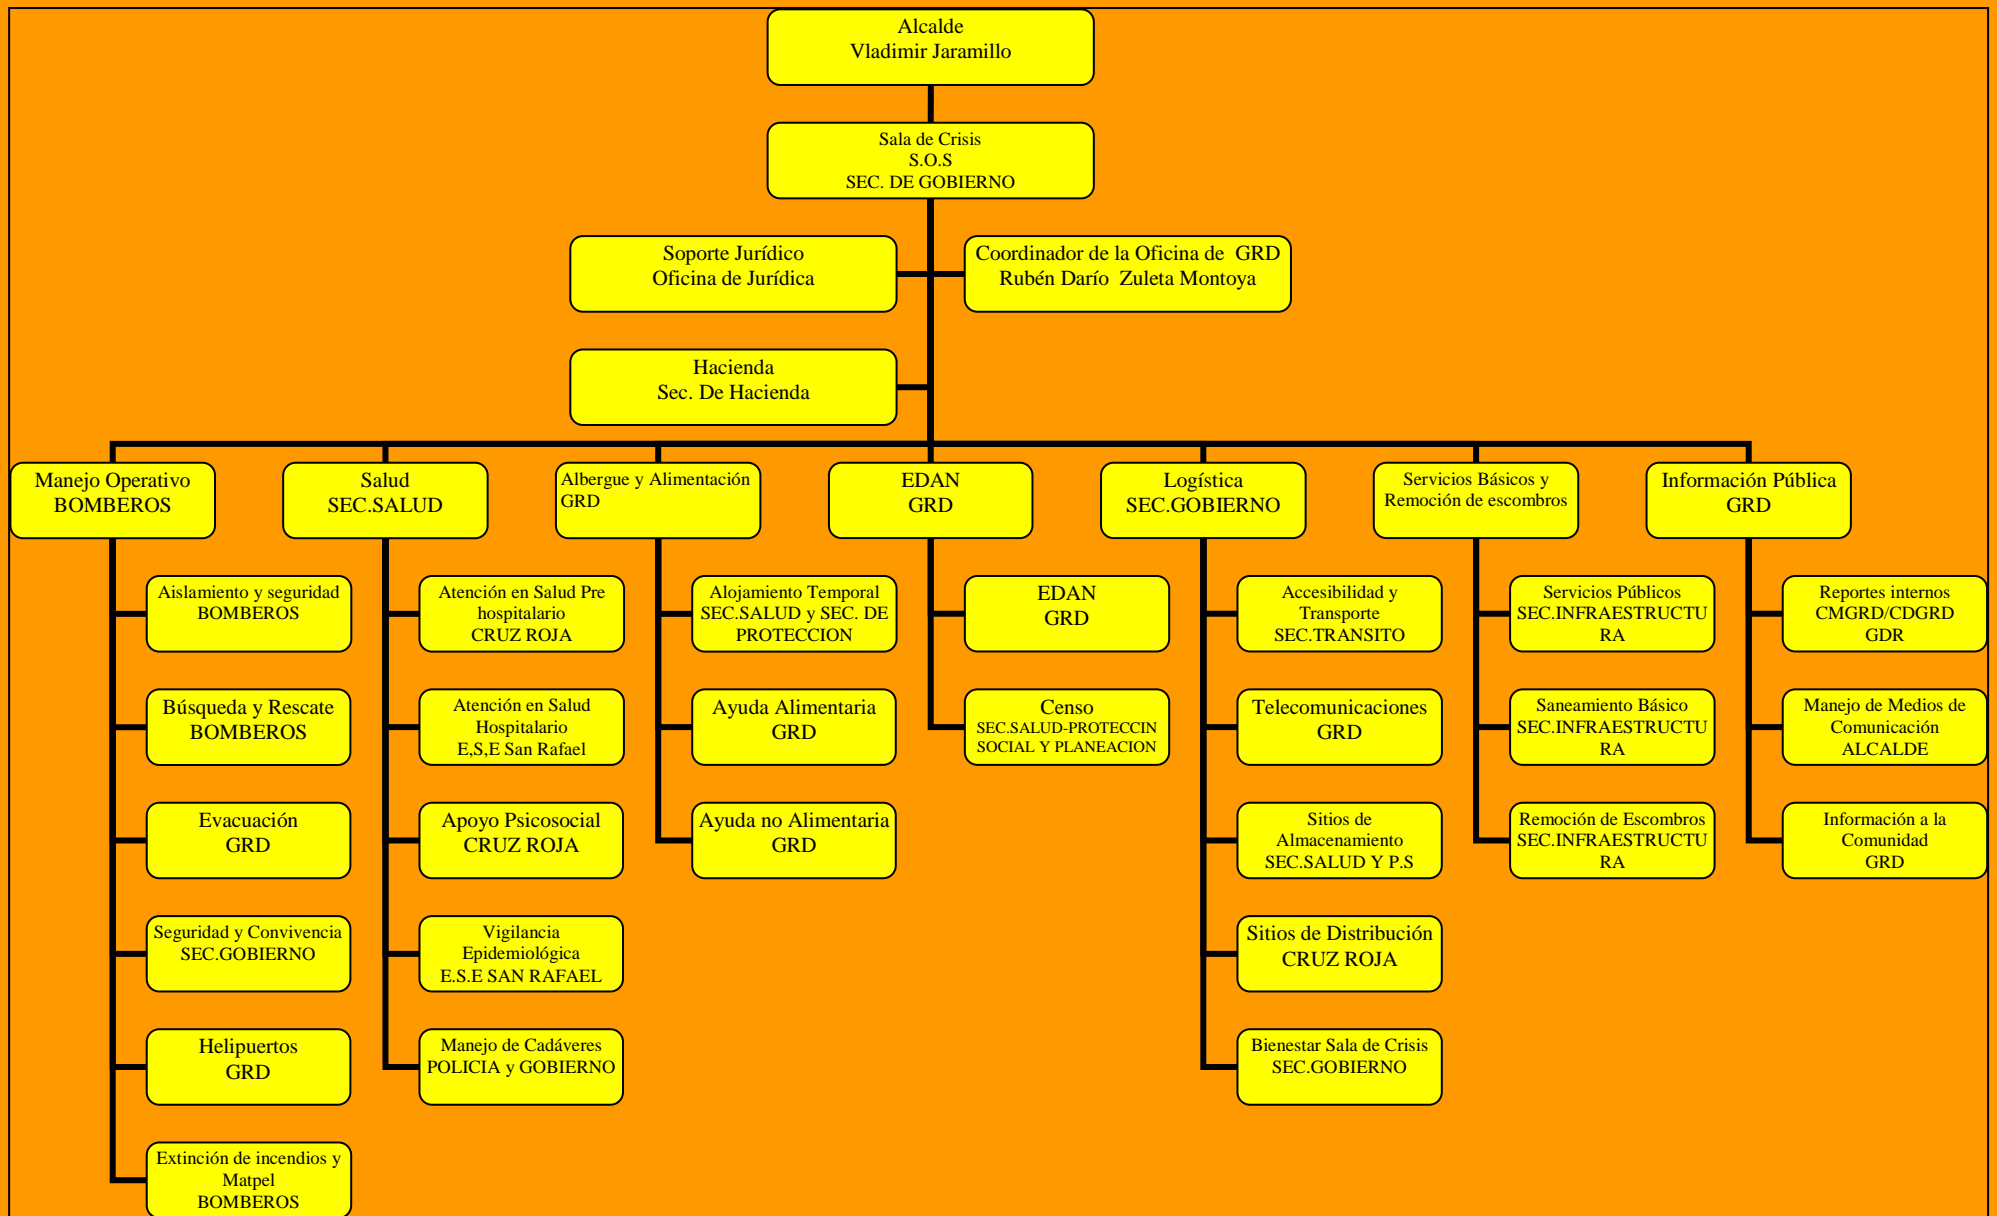 Alcalde
Vladimir Jaramillo
Sala de Crisis
S.O.S
SEC. DE GOBIERNO
Soporte Jurídico
Oficina de Jurídica
Coordinador de la Oficina de GRD
Rubén Darío Zuleta Montoya
Hacienda
Sec. De Hacienda
Manejo Operativo
BOMBEROS
Salud
SEC.SALUD
Albergue y Alimentación
GRD
EDAN
GRD
Logística
SEC.GOBIERNO
Servicios Básicos y
Remoción de escombros
Información Pública
GRD
Aislamiento y seguridad
BOMBEROS
Búsqueda y Rescate
BOMBEROS
Evacuación
GRD
Seguridad y Convivencia
SEC.GOBIERNO
Helipuertos
GRD
Extinción de incendios y
Matpel
BOMBEROS
Atención en Salud Pre
hospitalario
CRUZ ROJA
Atención en Salud
Hospitalario
E,S,E San Rafael
Apoyo Psicosocial
CRUZ ROJA
Vigilancia
Epidemiológica
E.S.E SAN RAFAEL
Manejo de Cadáveres
POLICIA y GOBIERNO
Alojamiento Temporal
SEC.SALUD y SEC. DE
PROTECCION
Ayuda Alimentaria
GRD
Ayuda no Alimentaria
GRD
EDAN
GRD
Censo
SEC.SALUD-PROTECCIN
SOCIAL Y PLANEACION
Accesibilidad y
Transporte
SEC.TRANSITO
Telecomunicaciones
GRD
Sitios de
Almacenamiento
SEC.SALUD Y P.S
Sitios de Distribución
CRUZ ROJA
Bienestar Sala de Crisis
SEC.GOBIERNO
Servicios Públicos
SEC.INFRAESTRUCTU
RA
Saneamiento Básico
SEC.INFRAESTRUCTU
RA
Remoción de Escombros
SEC.INFRAESTRUCTU
RA
Reportes internos
CMGRD/CDGRD
GDR
Manejo de Medios de
Comunicación
ALCALDE
Información a la
Comunidad
GRD